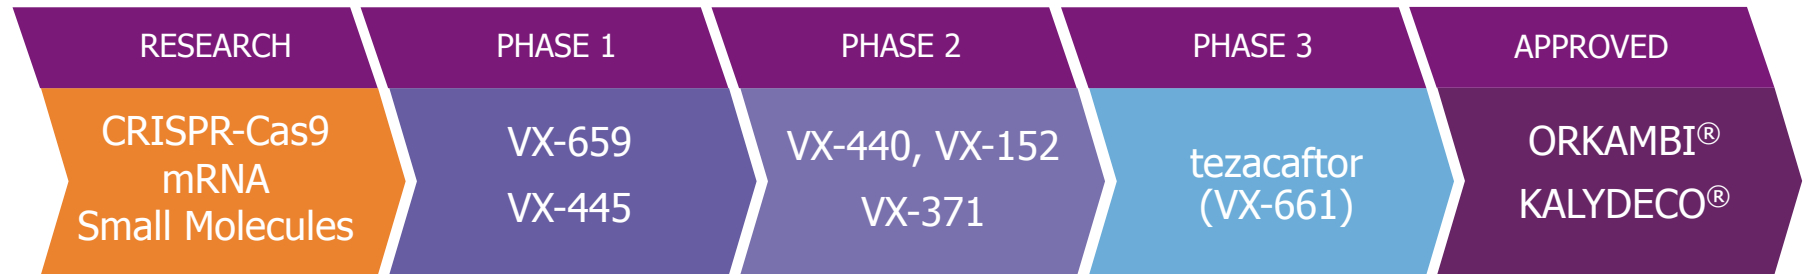 RESEARCH
PHASE 1
PHASE 2
PHASE 3
APPROVED
CRISPR-Cas9
mRNA
Small Molecules
VX-659
VX-445
VX-440, VX-152
VX-371
tezacaftor
(VX-661)
ORKAMBI®
KALYDECO®